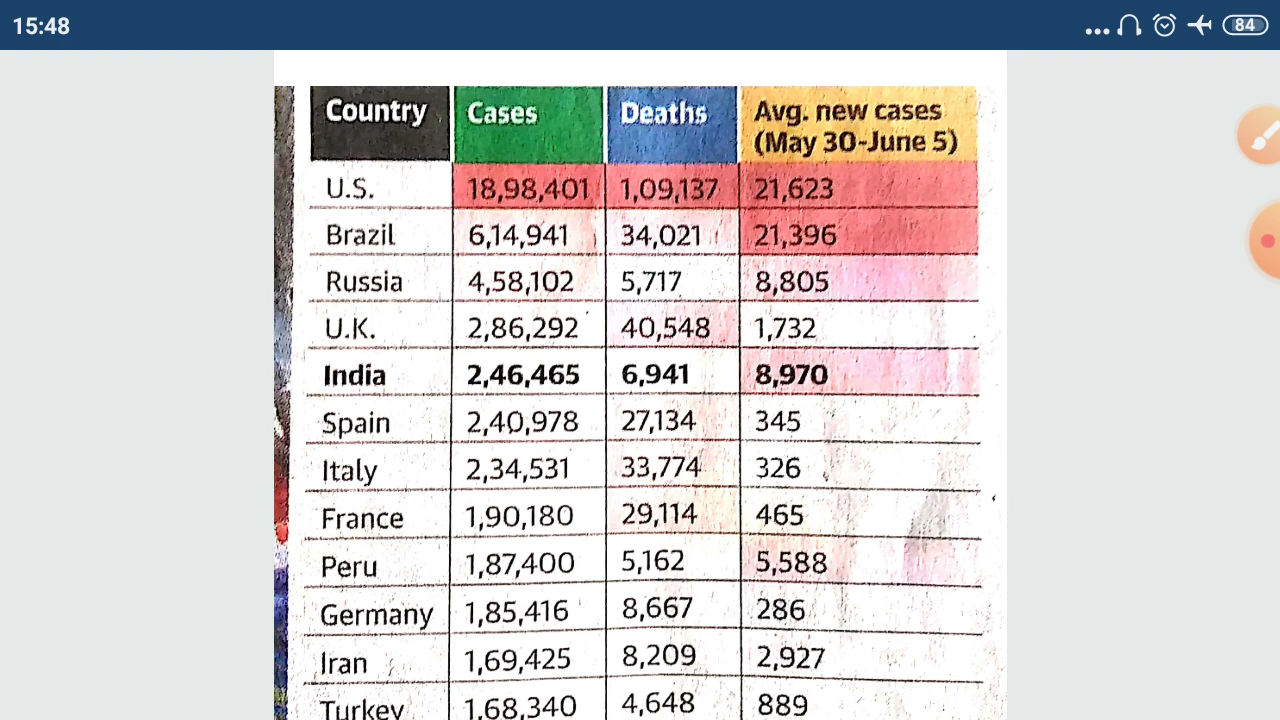 15:48
84
Country Cases Deaths Avg. new cases
(May 30-June 5)
U.S. 18,98,401 1,09,137 21,623
Brazil 6,14,941 34,021 21,396
Russia 4,58,102 5,717 8,805
U.K. 2,86,292 40,548 1,732
India 2,46,465 6,941 8,970
Spain 2,40,978 27,134 345
Italy 2,34,531 33,774 326
France 1,90,180 29,114 465
Peru 1,87,400 5,162 5,588
Germany 1,85,416 8,667 286
Iran 1,69,425 8,209 2,927
Turkey 1,68,340 4,648 889